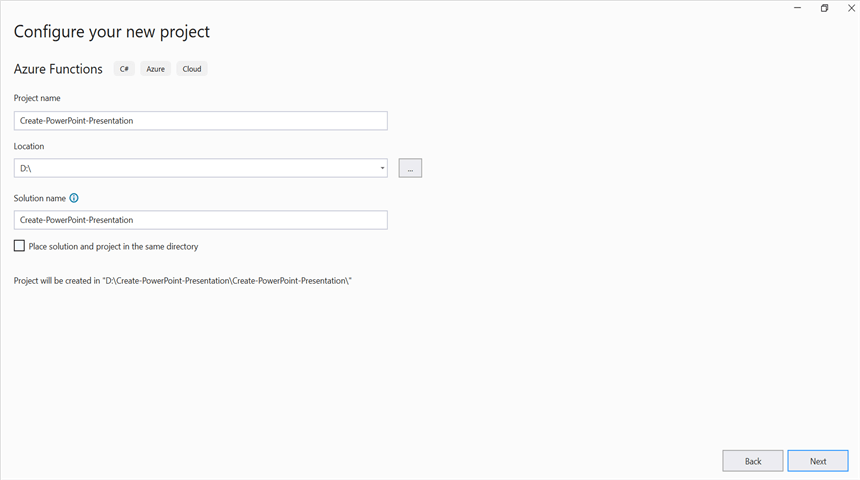 Configure your new project
Azure Functions C# Azure Cloud
Project name
Create-PowerPoint-Presentation
Location
D:\
...
Solution name
Create-PowerPoint-Presentation
Place solution and project in the same directory
Project will be created in "D:\Create-PowerPoint-Presentation\Create-PowerPoint-Presentation\"
Back Next